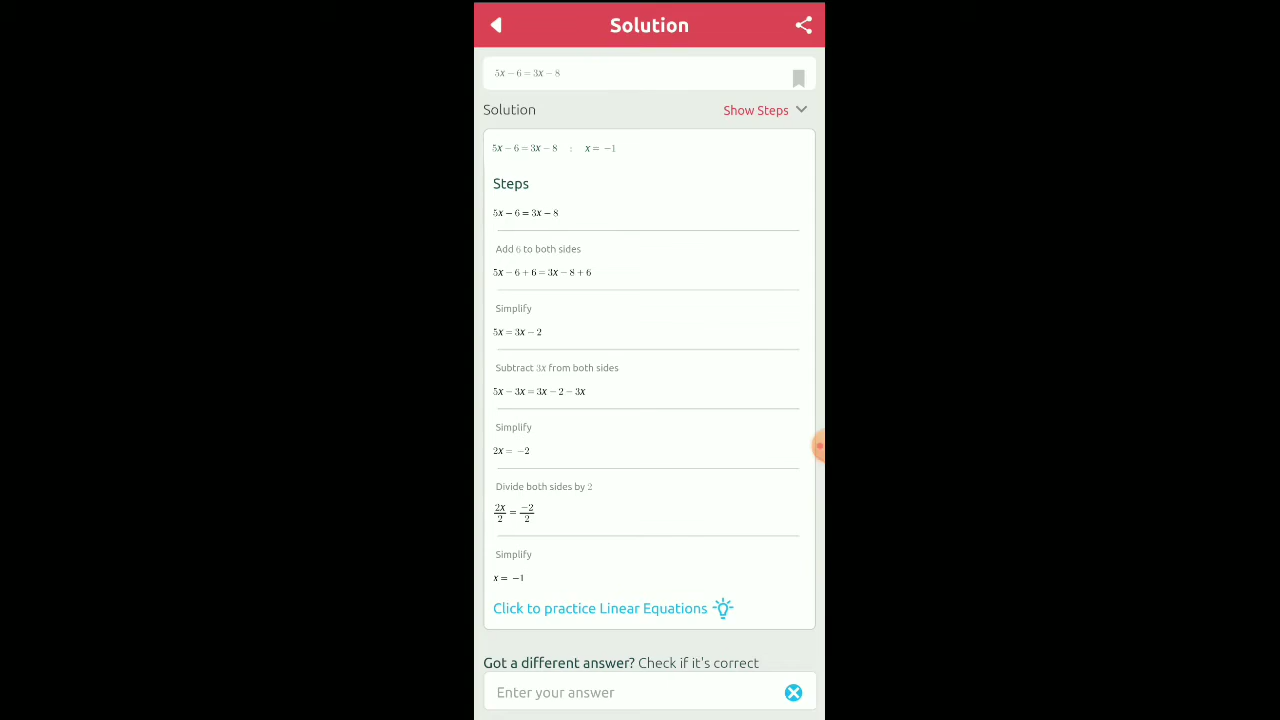 Solution
5x − 6 = 3x − 8
Solution Show Steps
5x − 6 = 3x − 8 : x = −1
Steps
5x − 6 = 3x − 8
Add 6 to both sides
5x − 6 + 6 = 3x − 8 + 6
Simplify
5x = 3x − 2
Subtract 3x from both sides
5x − 3x = 3x − 2 − 3x
Simplify
2x = −2
Divide both sides by 2
2x/2 = −2/2
Simplify
x = −1
Click to practice Linear Equations
Got a different answer? Check if it's correct
Enter your answer